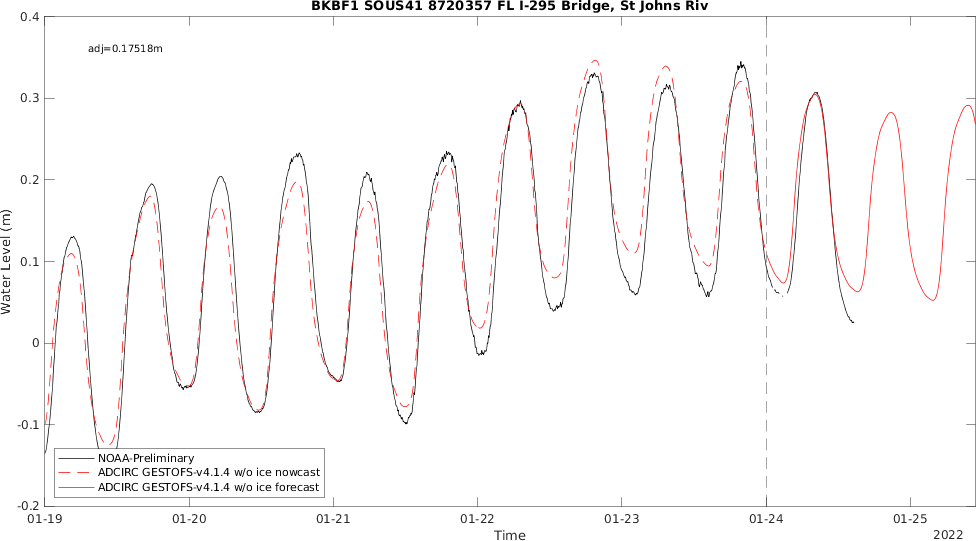 BKBF1 SOUS41 8720357 FL I-295 Bridge, St Johns Riv
adj=0.17518m
0.4
0.3
0.2
0.1
0
-0.1
-0.2
Water Level (m)
NOAA-Preliminary
ADCIRC GESTOFS-v4.1.4 w/o ice nowcast
ADCIRC GESTOFS-v4.1.4 w/o ice forecast
01-19 01-20 01-21 01-22 01-23 01-24 01-25
Time
2022